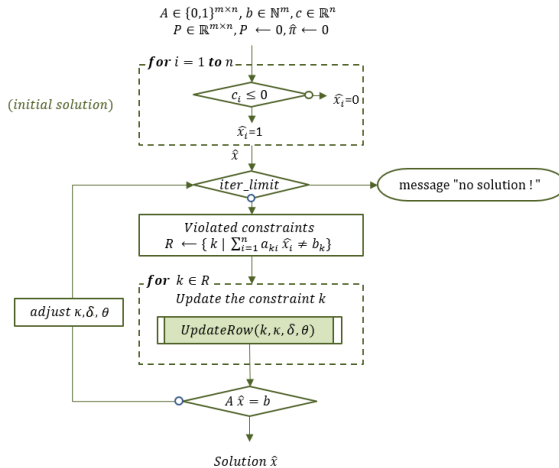 A ∈ {0,1}^{m×n}, b ∈ ℕ^m, c ∈ ℝ^n
P ∈ ℝ^{m×n}, P ← 0, π̂ ← 0
for i = 1 to n
(initial solution)
c_i ≤ 0
x̂_i=0
x̂_i=1
x̂
iter_limit
message "no solution ! "
Violated constraints
R ← { k | ∑_{i=1}^{n} a_{ki} x̂_i ≠ b_k}
for k ∈ R
Update the constraint k
adjust κ,δ, θ
UpdateRow(k, κ, δ, θ)
A x̂ = b
Solution x̂